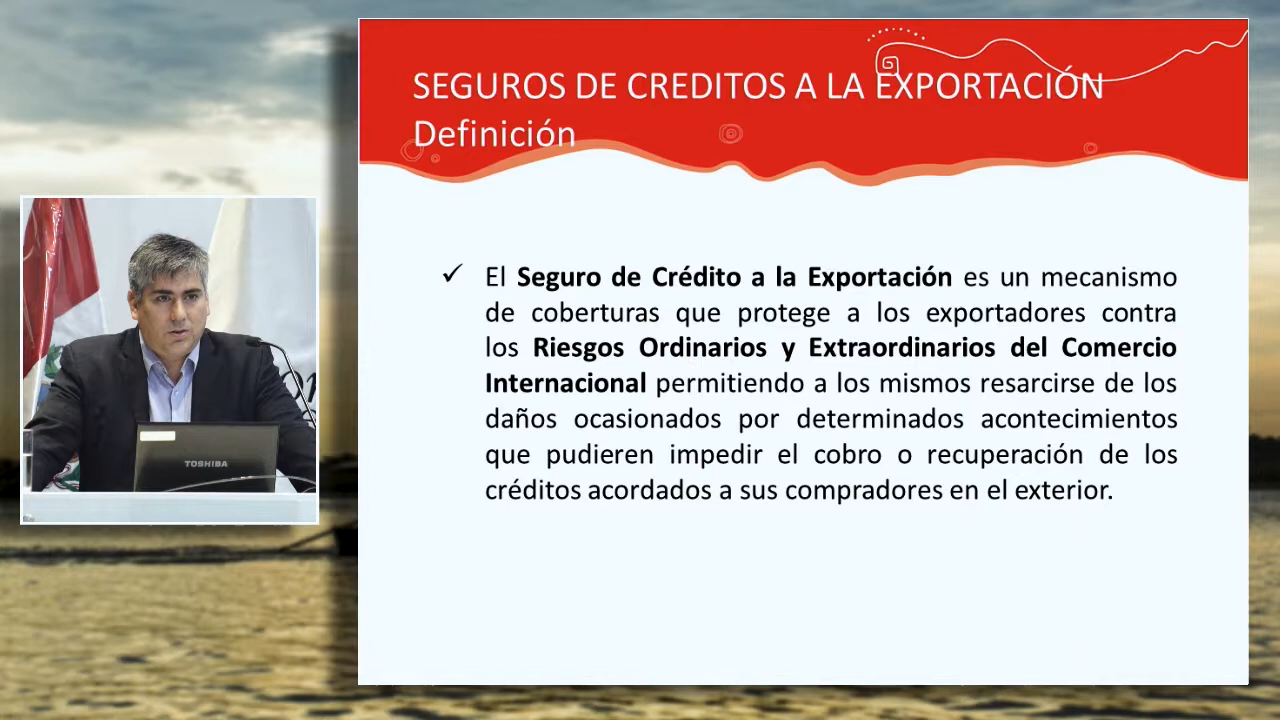 SEGUROS DE CREDITOS A LA EXPORTACIÓN
Definición
✓ El Seguro de Crédito a la Exportación es un mecanismo
de coberturas que protege a los exportadores contra
los Riesgos Ordinarios y Extraordinarios del Comercio
Internacional permitiendo a los mismos resarcirse de los
daños ocasionados por determinados acontecimientos
que pudieren impedir el cobro o recuperación de los
créditos acordados a sus compradores en el exterior.
TOSHIBA